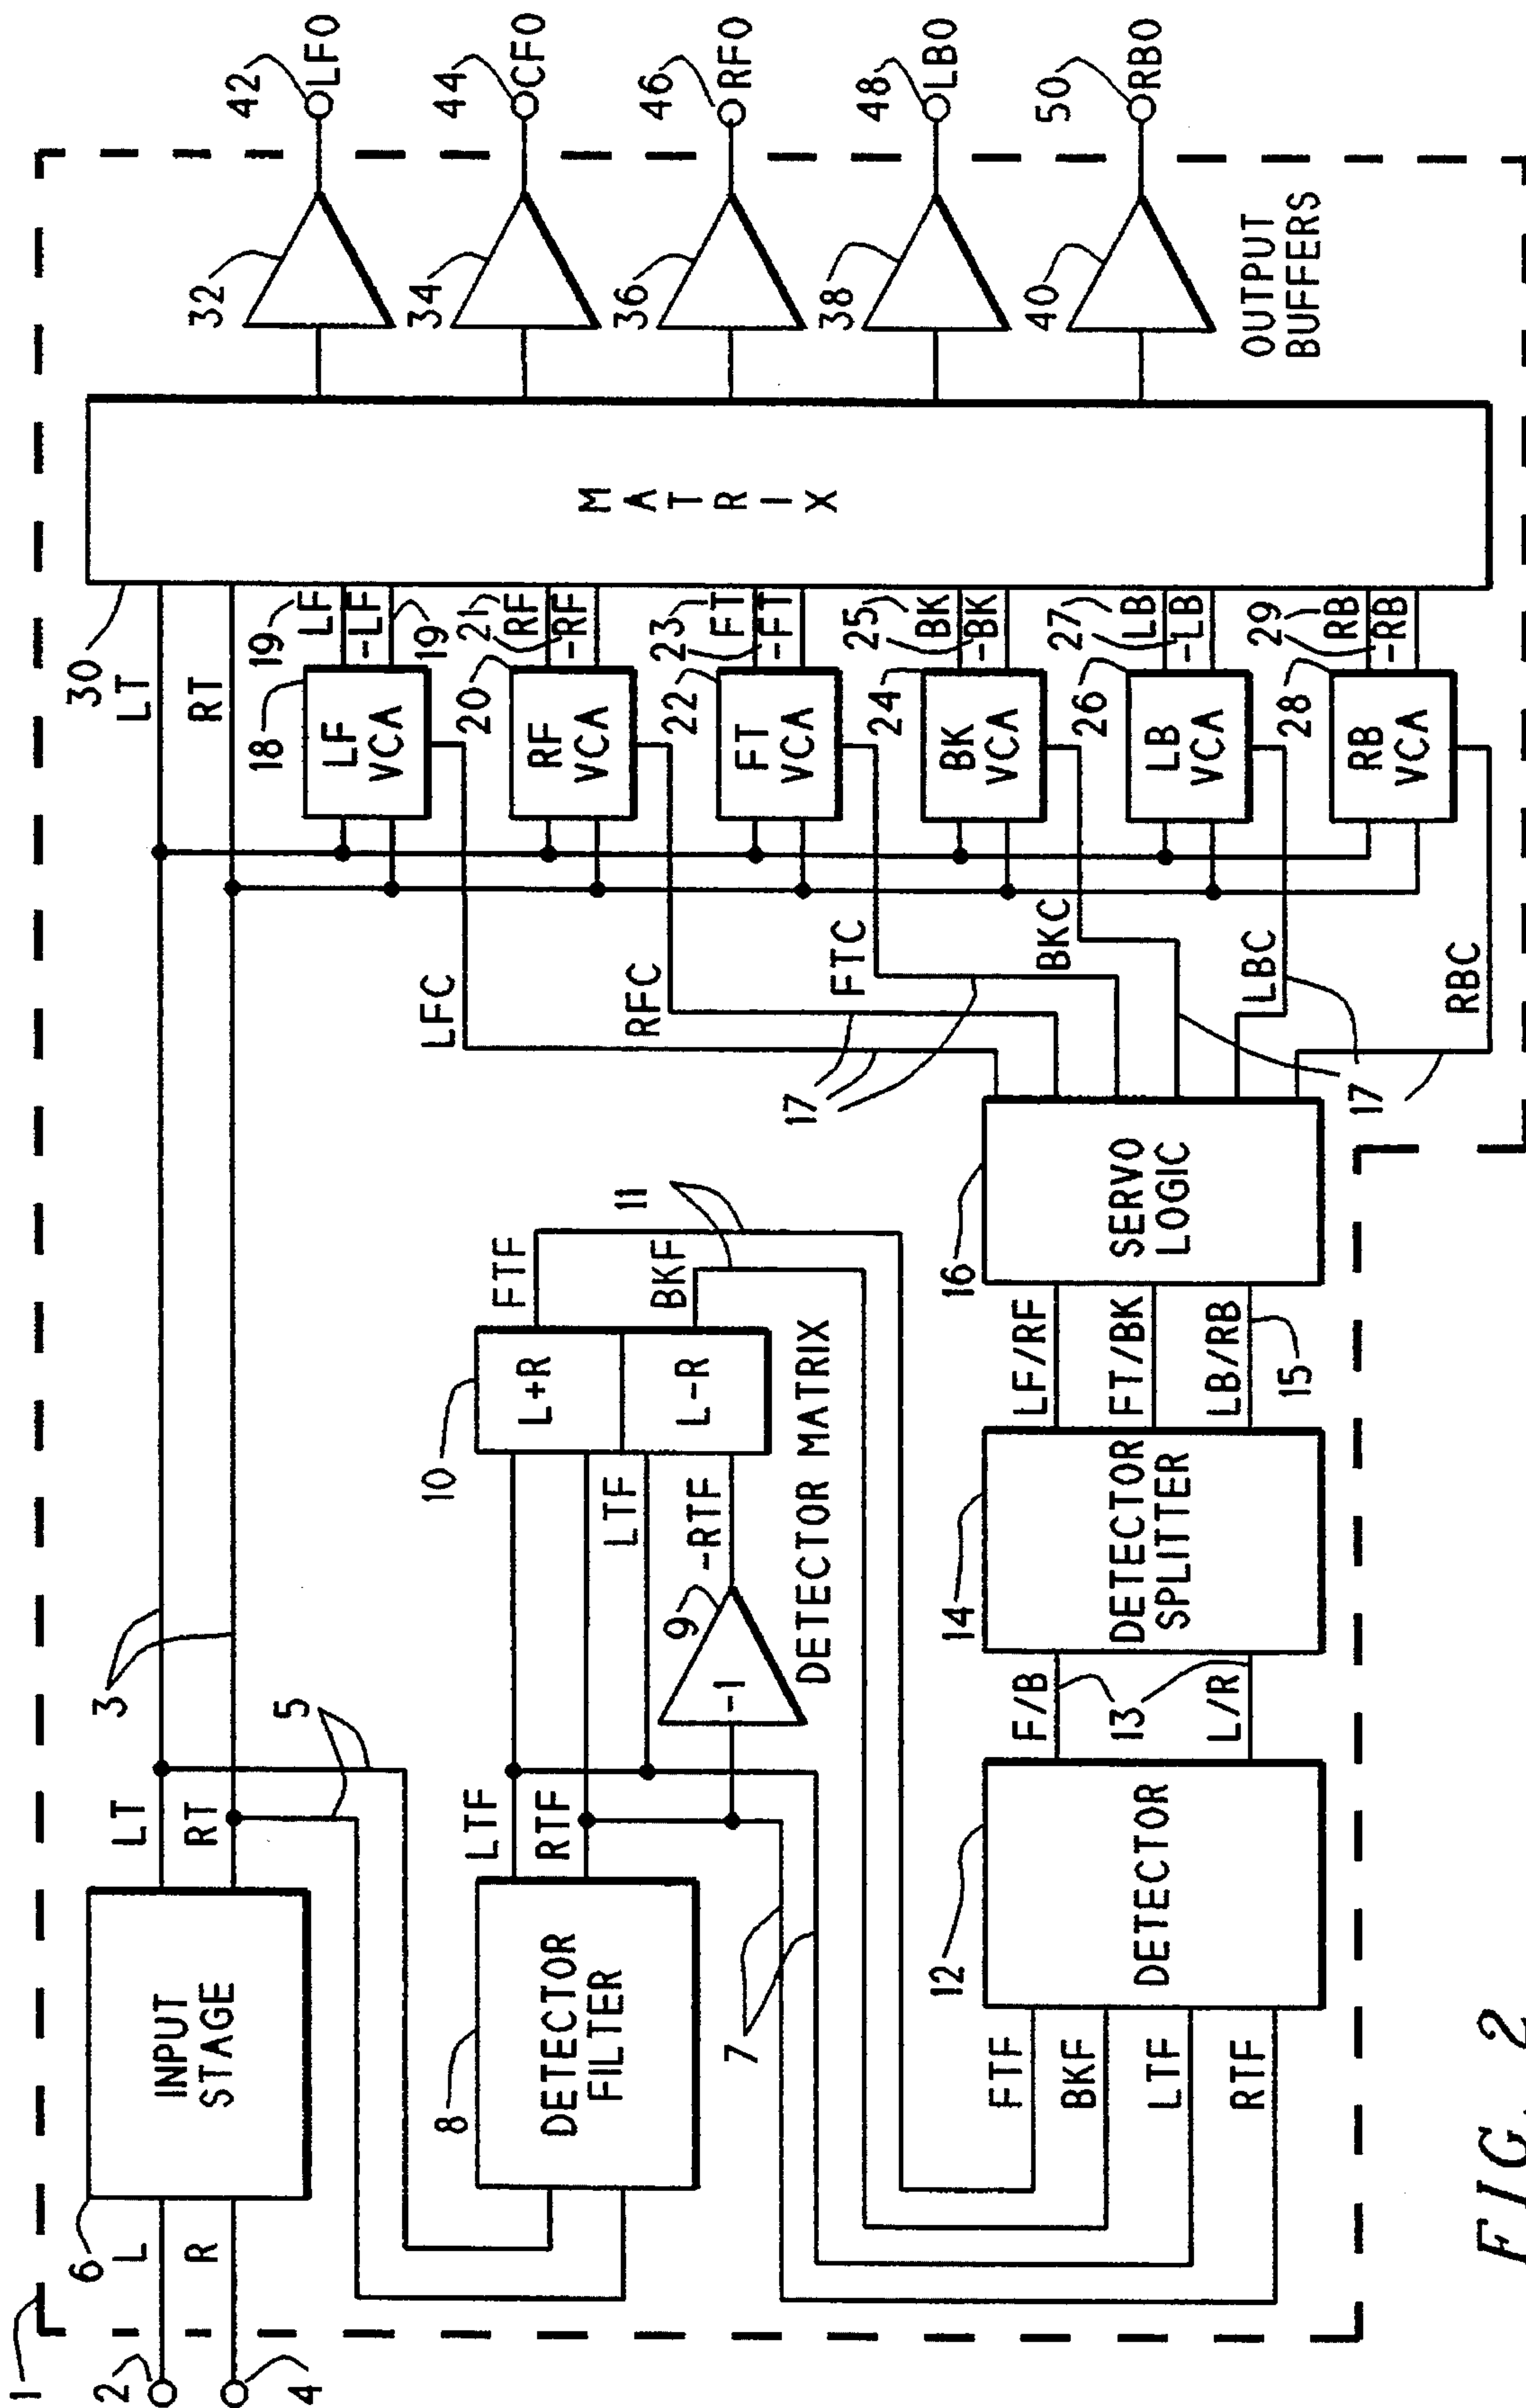 1
2
4
6
L
R
INPUT
STAGE
LT
RT
3
5
30
LT
RT
8
DETECTOR
FILTER
LTF
RTF
7
9
-1
LTF
-RTF
10
L+R
L-R
DETECTOR MATRIX
FTF
BKF
11
FTF
BKF
LTF
RTF
12
DETECTOR
F/B
13
L/R
14
DETECTOR
SPLITTER
LF/RF
FT/BK
LB/RB
15
16
SERVO
LOGIC
17
17
LFC
RFC
FTC
BKC
LBC
RBC
18
LF
VCA
19
LF
-LF
19
20
RF
VCA
21
RF
-RF
22
FT
VCA
23
FT
-FT
24
BK
VCA
25
BK
-BK
26
LB
VCA
27
LB
-LB
28
RB
VCA
29
RB
-RB
MATRIX
32
42
LFO
34
44
CFO
36
46
RFO
38
48
LBO
40
50
RBO
OUTPUT
BUFFERS
FIG. 2